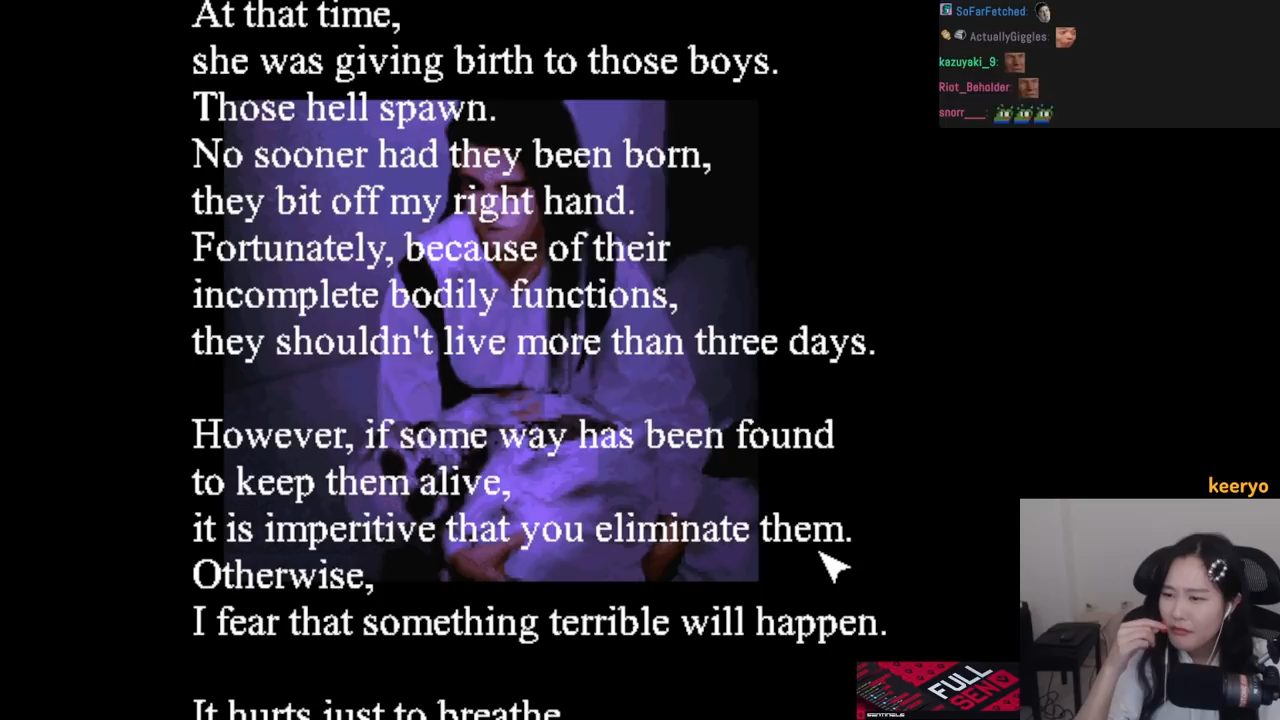 At that time,
she was giving birth to those boys.
Those hell spawn.
No sooner had they been born,
they bit off my right hand.
Fortunately, because of their
incomplete bodily functions,
they shouldn't live more than three days.
However, if some way has been found
to keep them alive,
it is imperitive that you eliminate them.
Otherwise,
I fear that something terrible will happen.
It hurts just to breathe
SoFarFetched:
ActuallyGiggles:
kazuyaki_9:
Riot_Beholder:
snorr___:
keeryo
FULL
SEND
SENTINELS